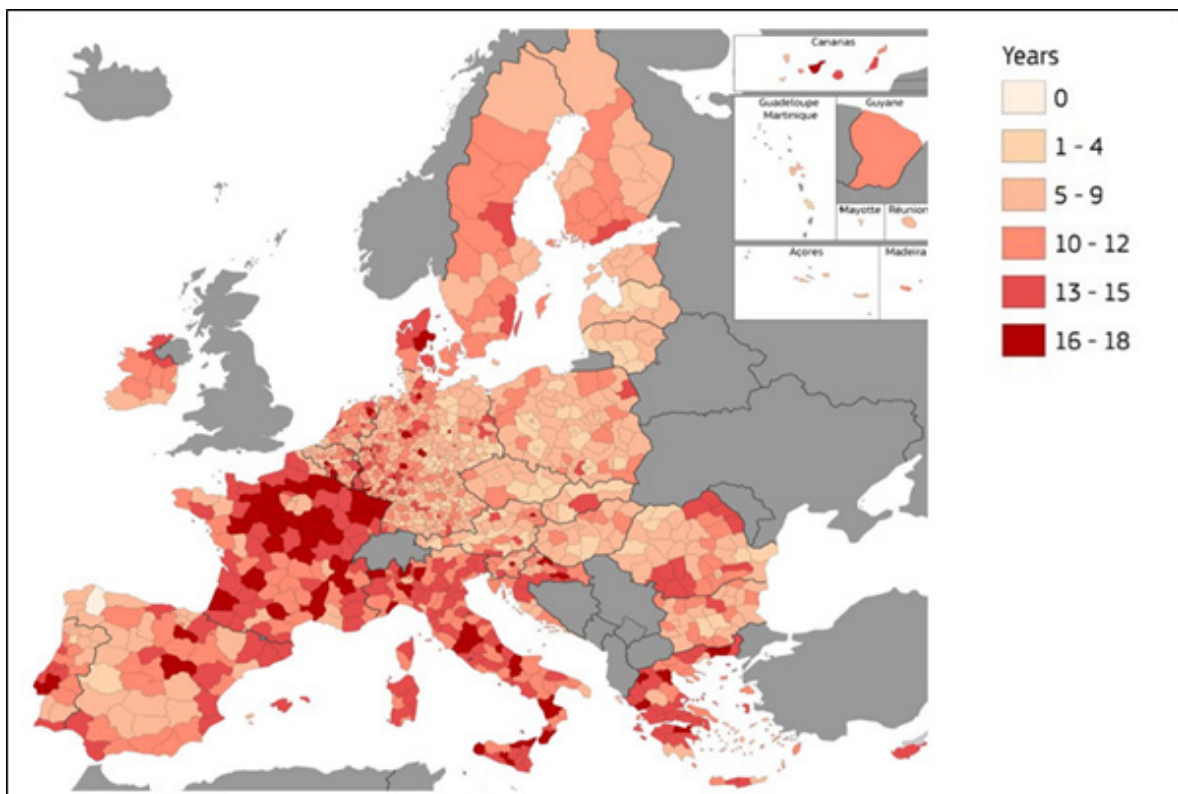 Canarias
Guadeloupe
Martinique
Guyane
Mayotte
Réunion
Açores
Madeira
Years
0
1 - 4
5 - 9
10 - 12
13 - 15
16 - 18